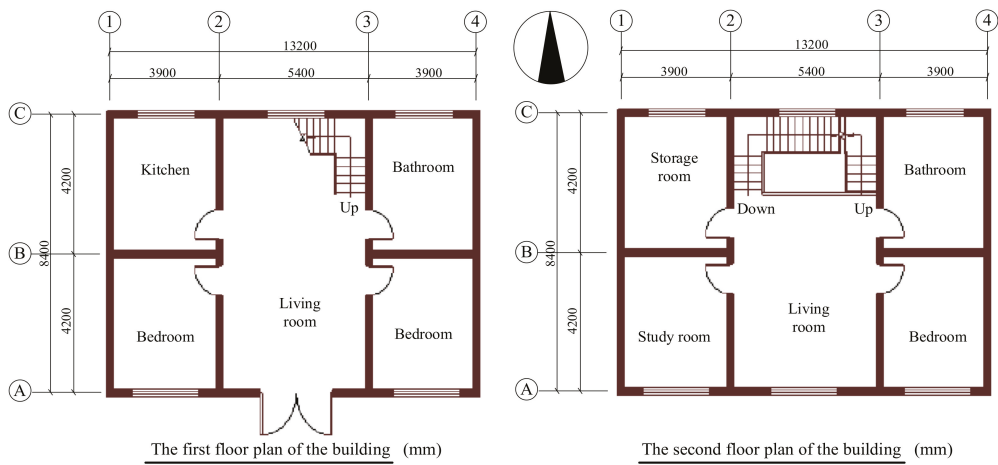 1 2 3 4
13200
3900 5400 3900
C
B
A
4200
4200
8400
Kitchen
Bathroom
Up
Living
room
Bedroom
Bedroom
The first floor plan of the building (mm)
1 2 3 4
13200
3900 5400 3900
C
B
A
4200
4200
8400
Storage
room
Bathroom
Down Up
Living
room
Study room
Bedroom
The second floor plan of the building (mm)